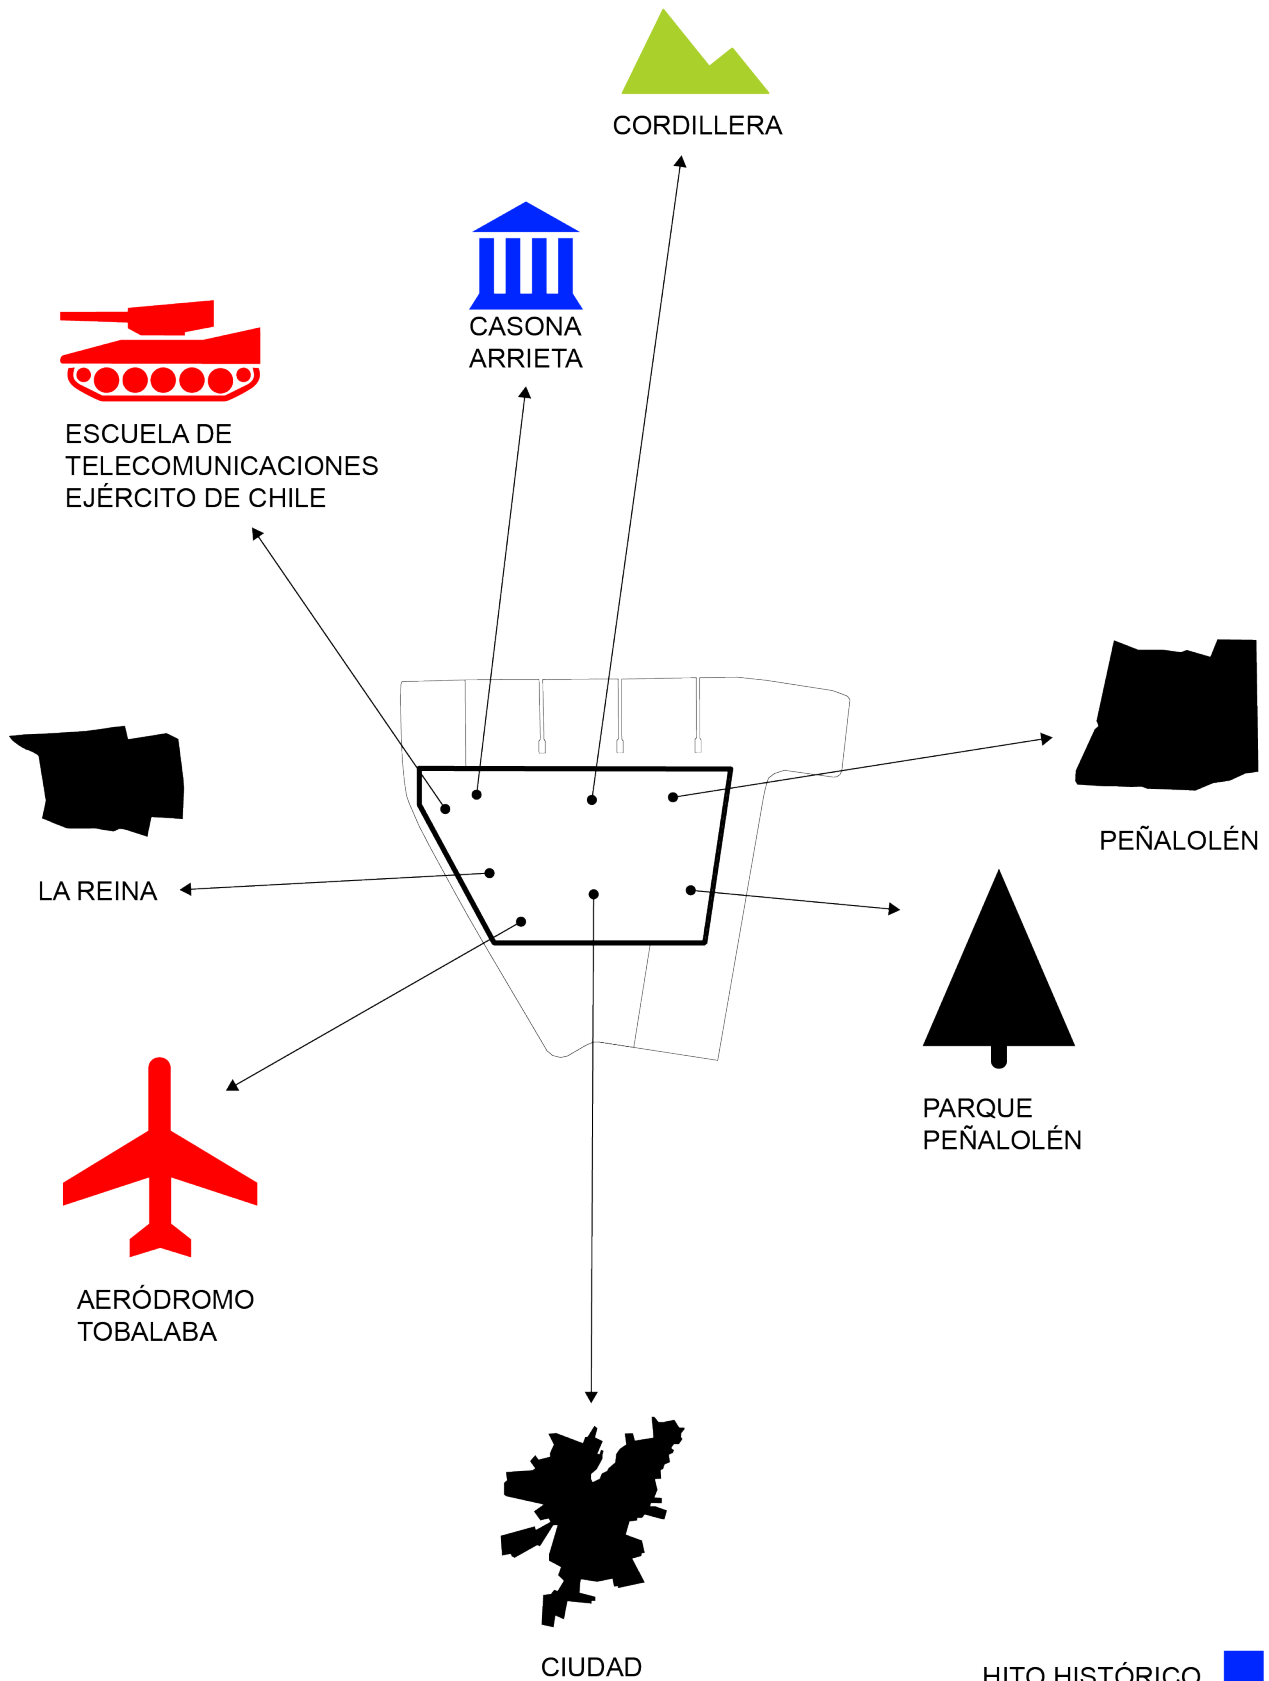 CORDILLERA
CASONA
ARRIETA
ESCUELA DE
TELECOMUNICACIONES
EJÉRCITO DE CHILE
PEÑALOLÉN
LA REINA
PARQUE
PEÑALOLÉN
AERÓDROMO
TOBALABA
CIUDAD
HITO HISTÓRICO